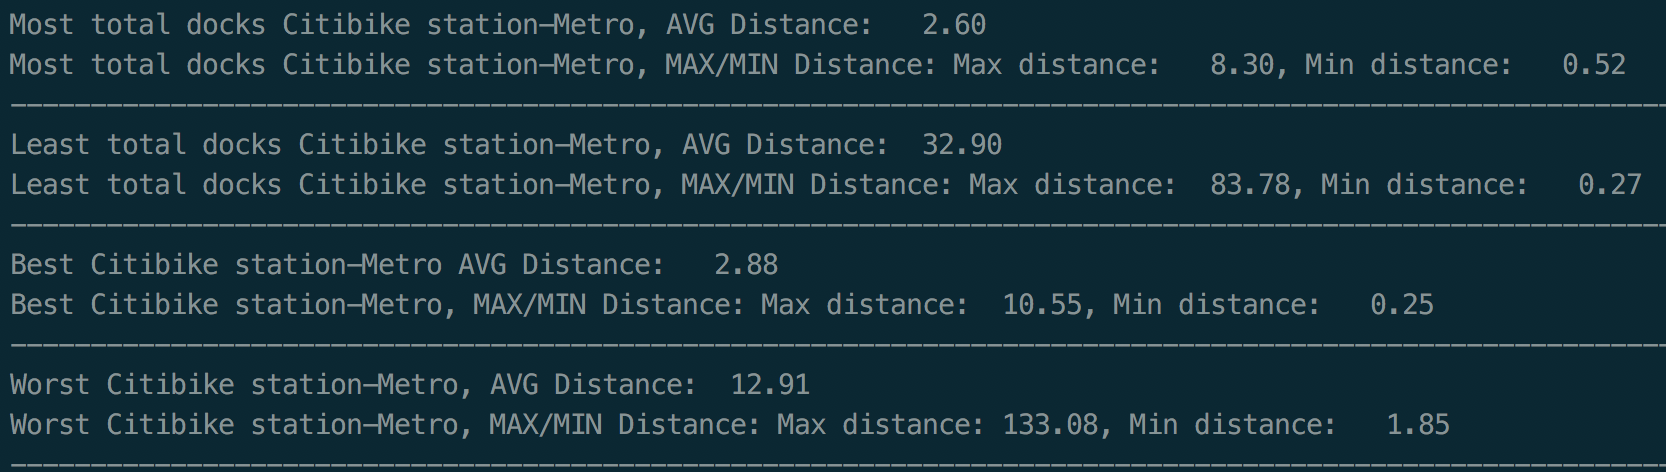 Most total docks Citibike station—Metro, AVG Distance:   2.60
Most total docks Citibike station—Metro, MAX/MIN Distance: Max distance:   8.30, Min distance:   0.52
Least total docks Citibike station—Metro, AVG Distance:  32.90
Least total docks Citibike station—Metro, MAX/MIN Distance: Max distance:  83.78, Min distance:   0.27
Best Citibike station—Metro AVG Distance:   2.88
Best Citibike station—Metro, MAX/MIN Distance: Max distance:  10.55, Min distance:   0.25
Worst Citibike station—Metro, AVG Distance:  12.91
Worst Citibike station—Metro, MAX/MIN Distance: Max distance: 133.08, Min distance:   1.85